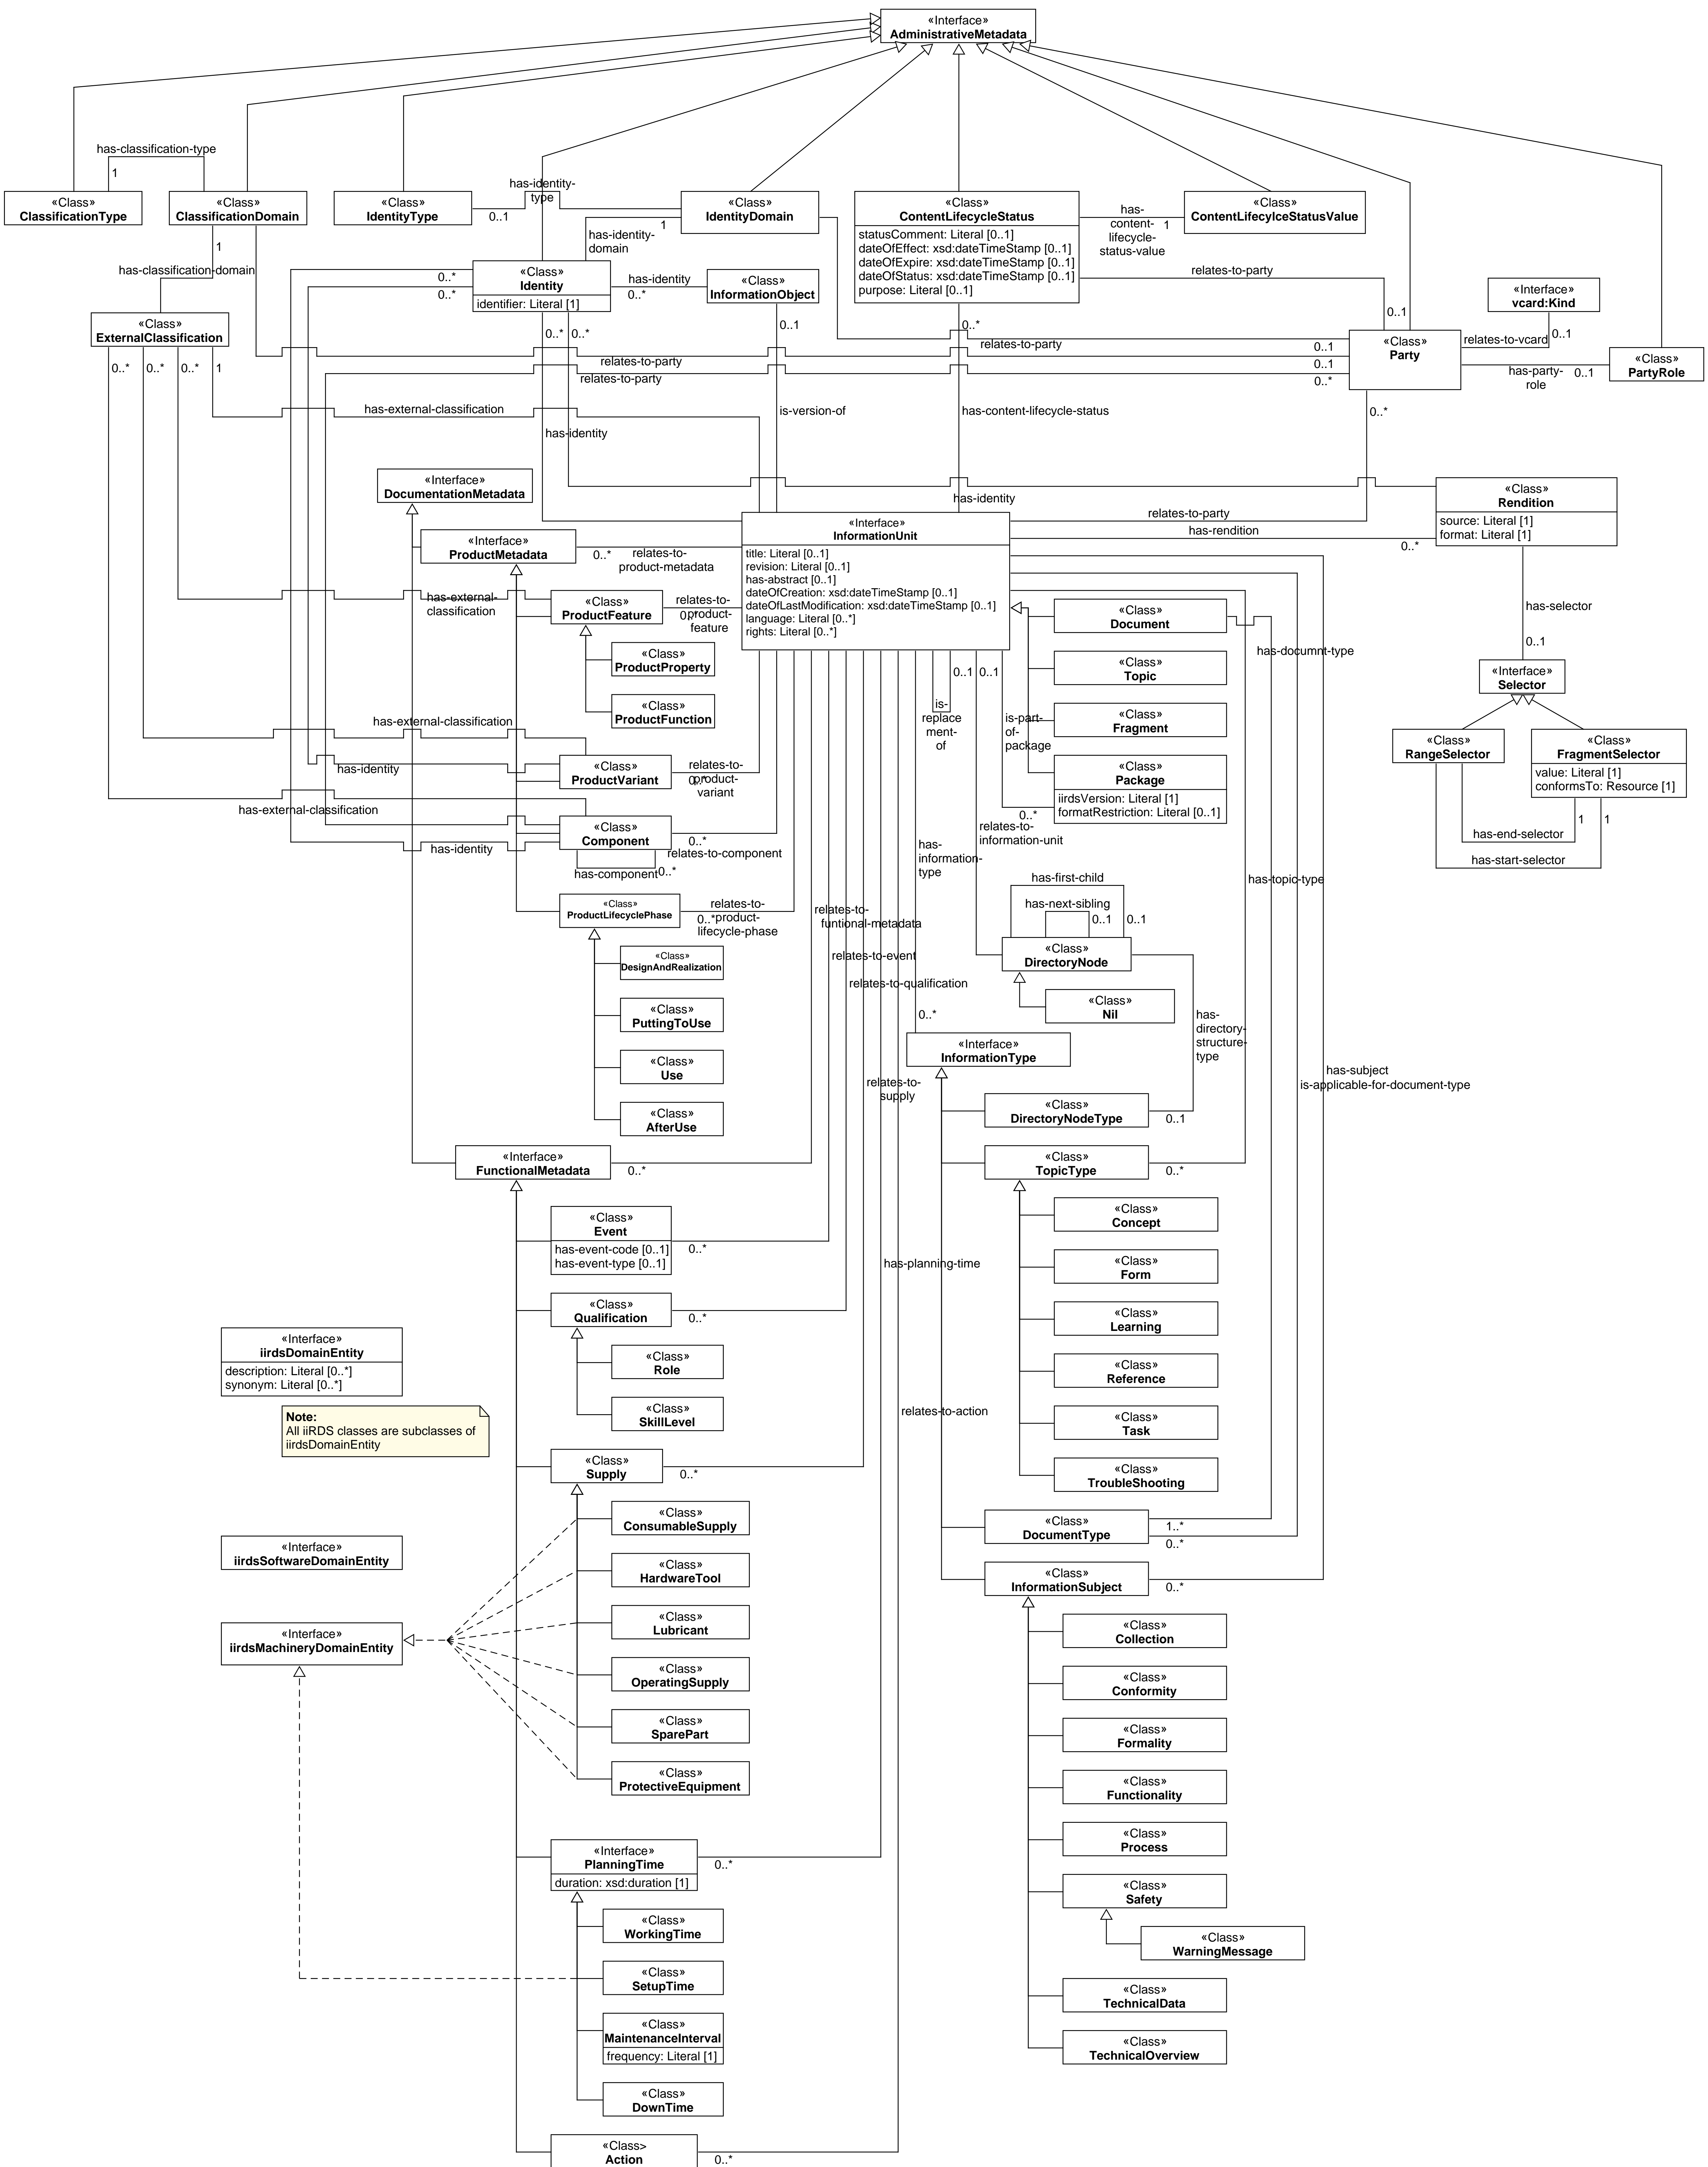 «Interface»
AdministrativeMetadata
has-classification-type
1
«Class»
ClassificationType
«Class»
ClassificationDomain
«Class»
IdentityType
has-identity-
type
0..1
«Class»
IdentityDomain
«Class»
ContentLifecycleStatus
statusComment: Literal [0..1]
dateOfEffect: xsd:dateTimeStamp [0..1]
dateOfExpire: xsd:dateTimeStamp [0..1]
dateOfStatus: xsd:dateTimeStamp [0..1]
purpose: Literal [0..1]
has-
content-
lifecycle-
status-value
1
«Class»
ContentLifecylceStatusValue
1
has-identity-
domain
1
has-classification-domain
0..*
0..*
«Class»
Identity
identifier: Literal [1]
has-identity
0..*
«Class»
InformationObject
relates-to-party
0..1
«Interface»
vcard:Kind
«Class»
ExternalClassification
0..*
0..*
0..*
1
0..*
0..*
0..1
0..*
relates-to-party
0..1
relates-to-party
0..1
relates-to-party
0..*
«Class»
Party
relates-to-vcard
0..1
has-party-
role
0..1
«Class»
PartyRole
has-external-classification
has-identity
is-version-of
has-content-lifecycle-status
0..*
«Interface»
DocumentationMetadata
has-identity
«Class»
Rendition
source: Literal [1]
format: Literal [1]
relates-to-party
has-rendition
0..*
«Interface»
ProductMetadata
0..*
relates-to-
product-metadata
«Interface»
InformationUnit
title: Literal [0..1]
revision: Literal [0..1]
has-abstract [0..1]
dateOfCreation: xsd:dateTimeStamp [0..1]
dateOfLastModification: xsd:dateTimeStamp [0..1]
language: Literal [0..*]
rights: Literal [0..*]
has-external-
classification
«Class»
ProductFeature
relates-to-
product-
feature
0..*
«Class»
ProductProperty
«Class»
ProductFunction
«Class»
Document
has-documnt-type
«Class»
Topic
«Class»
Fragment
«Class»
Package
iirdsVersion: Literal [1]
formatRestriction: Literal [0..1]
has-selector
0..1
«Interface»
Selector
«Class»
RangeSelector
«Class»
FragmentSelector
value: Literal [1]
conformsTo: Resource [1]
1
1
has-end-selector
has-start-selector
0..1
0..1
is-
replace
ment-
of
is-part-
of-
package
0..*
has-external-classification
has-identity
«Class»
ProductVariant
relates-to-
product-
variant
0..*
has-external-classification
has-identity
«Class»
Component
0..*
relates-to-component
has-component
0..*
relates-to-
information-unit
has-
information-
type
has-topic-type
«Class»
ProductLifecyclePhase
relates-to-
product-
lifecycle-phase
0..*
«Class»
DesignAndRealization
«Class»
PuttingToUse
«Class»
Use
«Class»
AfterUse
relates-to-
funtional-metadata
relates-to-event
relates-to-qualification
relates-to-
supply
has-first-child
has-next-sibling
0..1
0..1
«Class»
DirectoryNode
«Class»
Nil
has-
directory-
structure-
type
0..*
«Interface»
InformationType
has-subject
is-applicable-for-document-type
«Class»
DirectoryNodeType
0..1
«Interface»
FunctionalMetadata
0..*
«Class»
TopicType
0..*
«Class»
Concept
«Class»
Form
«Class»
Learning
«Class»
Reference
«Class»
Task
«Class»
TroubleShooting
«Class»
Event
has-event-code [0..1]
has-event-type [0..1]
0..*
has-planning-time
«Class»
Qualification
0..*
«Class»
Role
«Class»
SkillLevel
relates-to-action
«Interface»
iirdsDomainEntity
description: Literal [0..*]
synonym: Literal [0..*]
Note:
All iiRDS classes are subclasses of
iirdsDomainEntity
«Class»
Supply
0..*
«Class»
ConsumableSupply
«Class»
HardwareTool
«Class»
Lubricant
«Class»
OperatingSupply
«Class»
SparePart
«Class»
ProtectiveEquipment
«Interface»
iirdsSoftwareDomainEntity
«Interface»
iirdsMachineryDomainEntity
«Class»
DocumentType
1..*
0..*
«Class»
InformationSubject
0..*
«Class»
Collection
«Class»
Conformity
«Class»
Formality
«Class»
Functionality
«Class»
Process
«Class»
Safety
«Class»
WarningMessage
«Class»
TechnicalData
«Class»
TechnicalOverview
«Interface»
PlanningTime
duration: xsd:duration [1]
0..*
«Class»
WorkingTime
«Class»
SetupTime
«Class»
MaintenanceInterval
frequency: Literal [1]
«Class»
DownTime
«Class>
Action
0..*